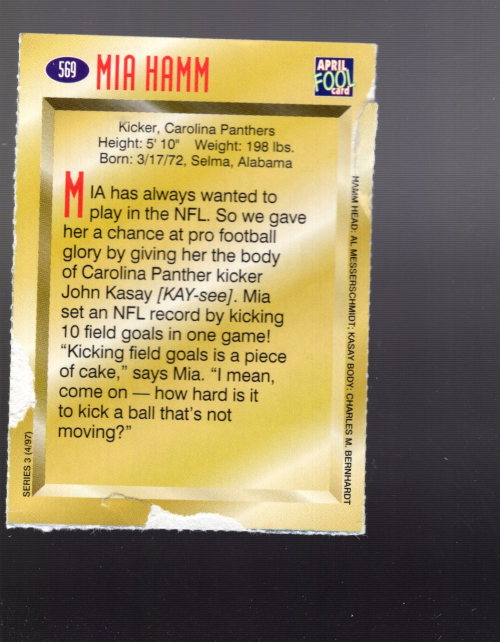 569 MIA HAMM
APRIL
FOOL
card
Kicker, Carolina Panthers
Height: 5' 10" Weight: 198 lbs.
Born: 3/17/72, Selma, Alabama
MIA has always wanted to
play in the NFL. So we gave
her a chance at pro football
glory by giving her the body
of Carolina Panther kicker
John Kasay [KAY-see]. Mia
set an NFL record by kicking
10 field goals in one game!
“Kicking field goals is a piece
of cake,” says Mia. “I mean,
come on — how hard is it
to kick a ball that's not
moving?”
SERIES 3 (4/97)
HAMM HEAD: AL MESSERSCHMIDT; KASAY BODY: CHARLES M. BERNHARDT